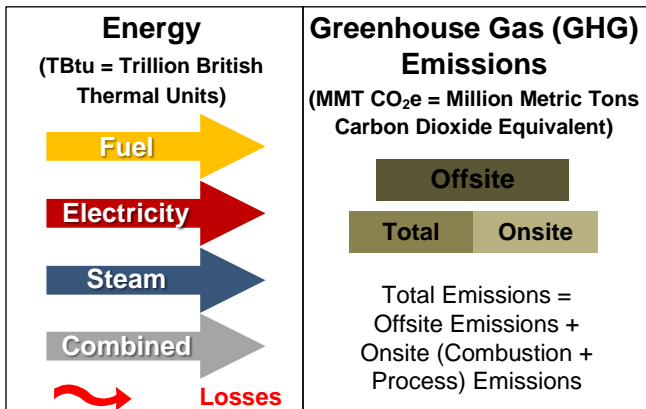 Energy
(TBtu = Trillion British
Thermal Units)
Fuel
Electricity
Steam
Combined
Losses
Greenhouse Gas (GHG)
Emissions
(MMT CO₂e = Million Metric Tons
Carbon Dioxide Equivalent)
Offsite
Total Onsite
Total Emissions =
Offsite Emissions +
Onsite (Combustion +
Process) Emissions